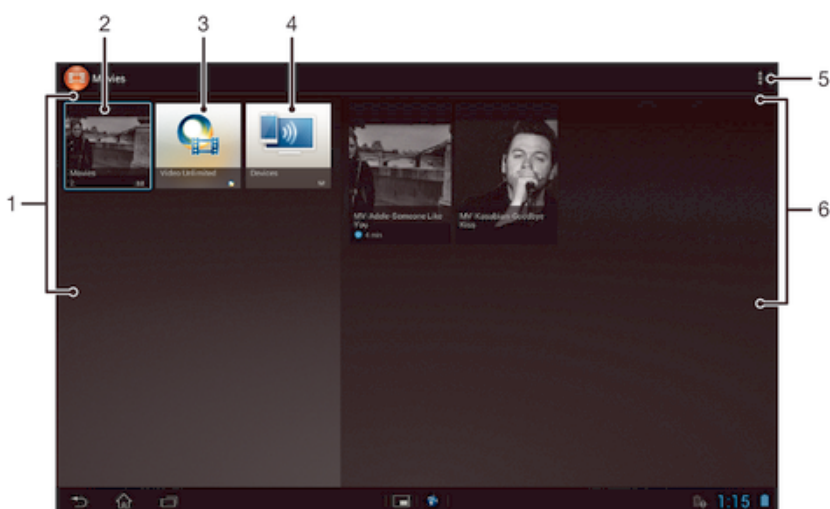 2 3 4
Movies
5
1
6
Movies
Video Unlimited
Devices
MV-Adele-Someone Like
You
4 min
MV-Kasabian-Goodbye
Kiss
1:15